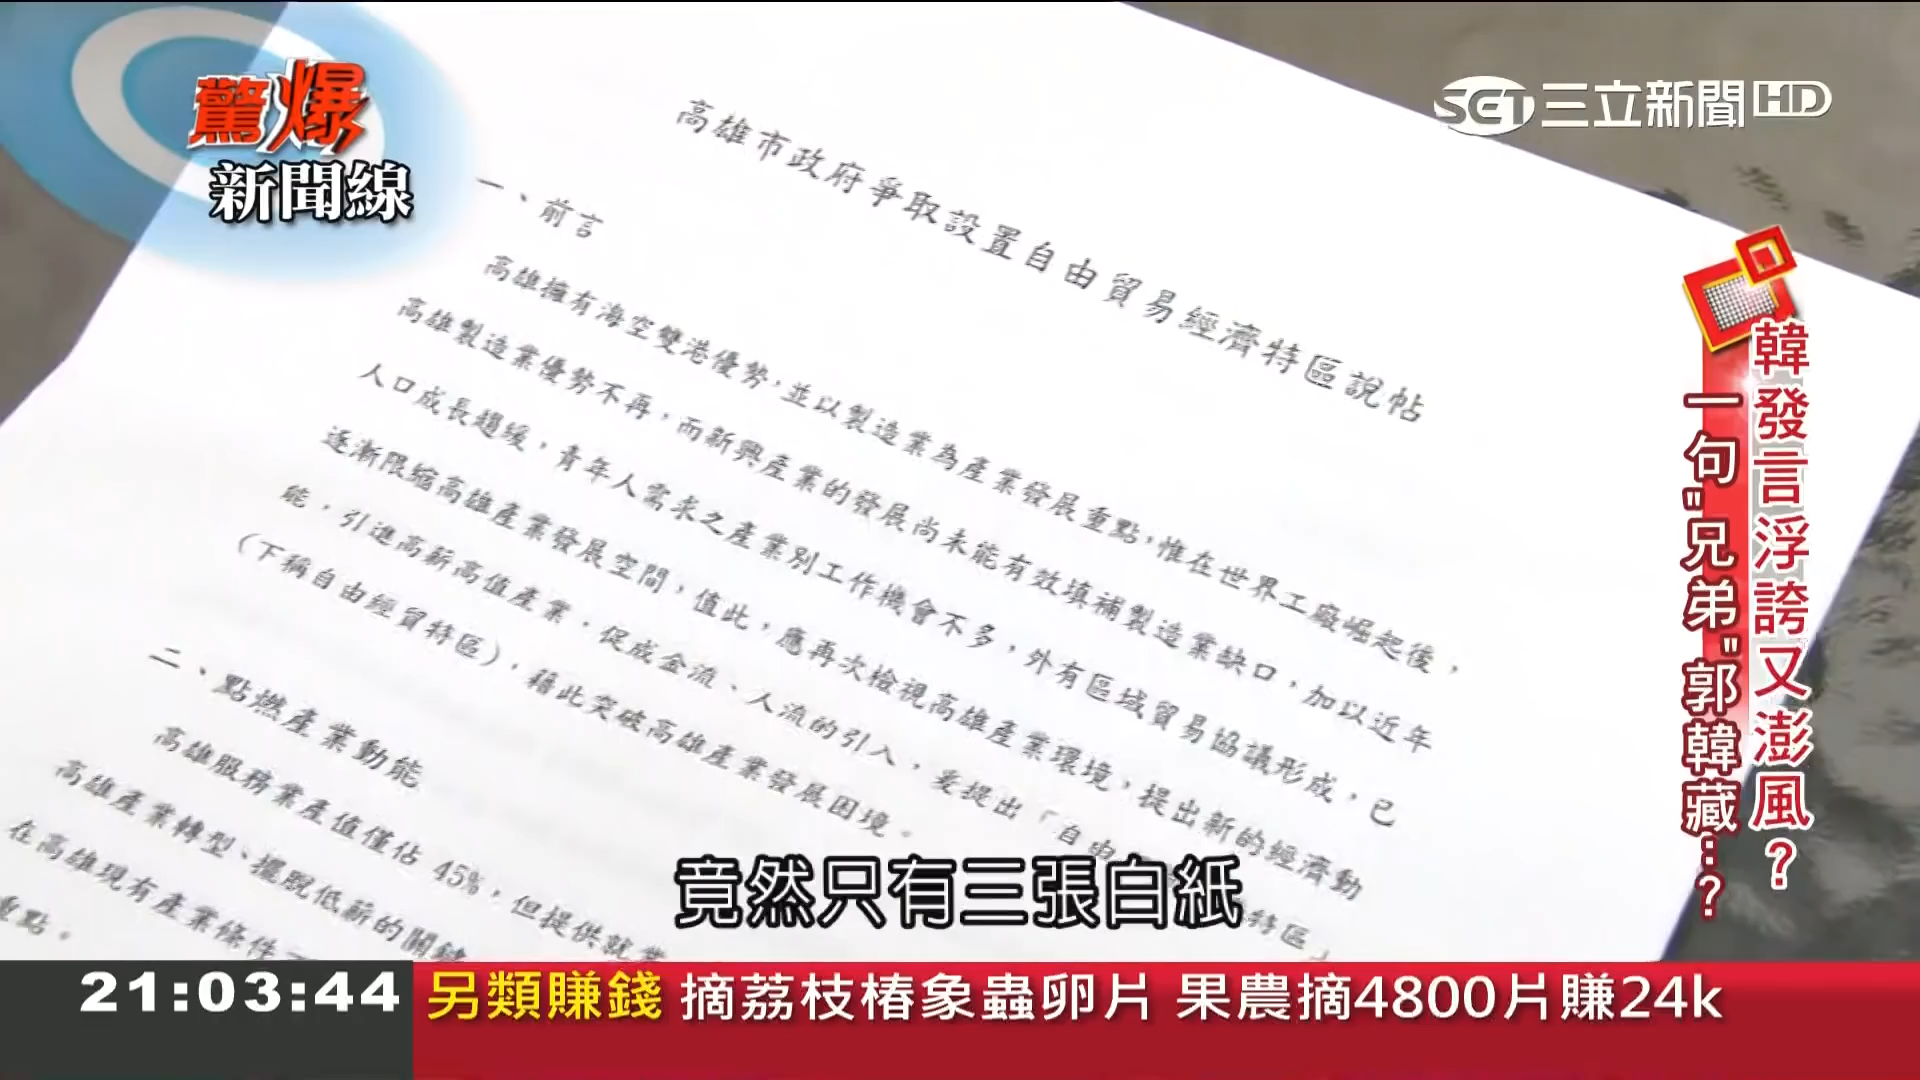 驚爆
新聞線
SET三立新聞HD
高雄市政府爭取設置自由貿易經濟特區說帖
一、前言
高雄擁有海空雙港優勢，並以製造業為產業發展重點，惟在世界工廠崛起後，
高雄製造業優勢不再，而新興產業的發展尚未能有效填補製造業缺口，加以近年
人口成長趨緩，青年人需求之產業別工作機會不多，外有區域貿易協議形成，已
逐漸限縮高雄產業發展空間，值此，應再次檢視高雄產業環境，提出新的經濟動
能，引進高薪高值產業，促成金流、人流的引入，爰提出「自由 特區」
（下稱自由經貿特區），藉此突破高雄產業發展困境。
二、點燃產業動能
高雄服務業產值僅佔 45%，但提供就業
高雄產業轉型、擺脫低薪的關鍵
在高雄現有產業條件
重點。
韓發言浮誇又澎風？
一句"兄弟"郭韓藏…？
竟然只有三張白紙
21:03:44
另類賺錢 摘荔枝椿象蟲卵片 果農摘4800片賺24k